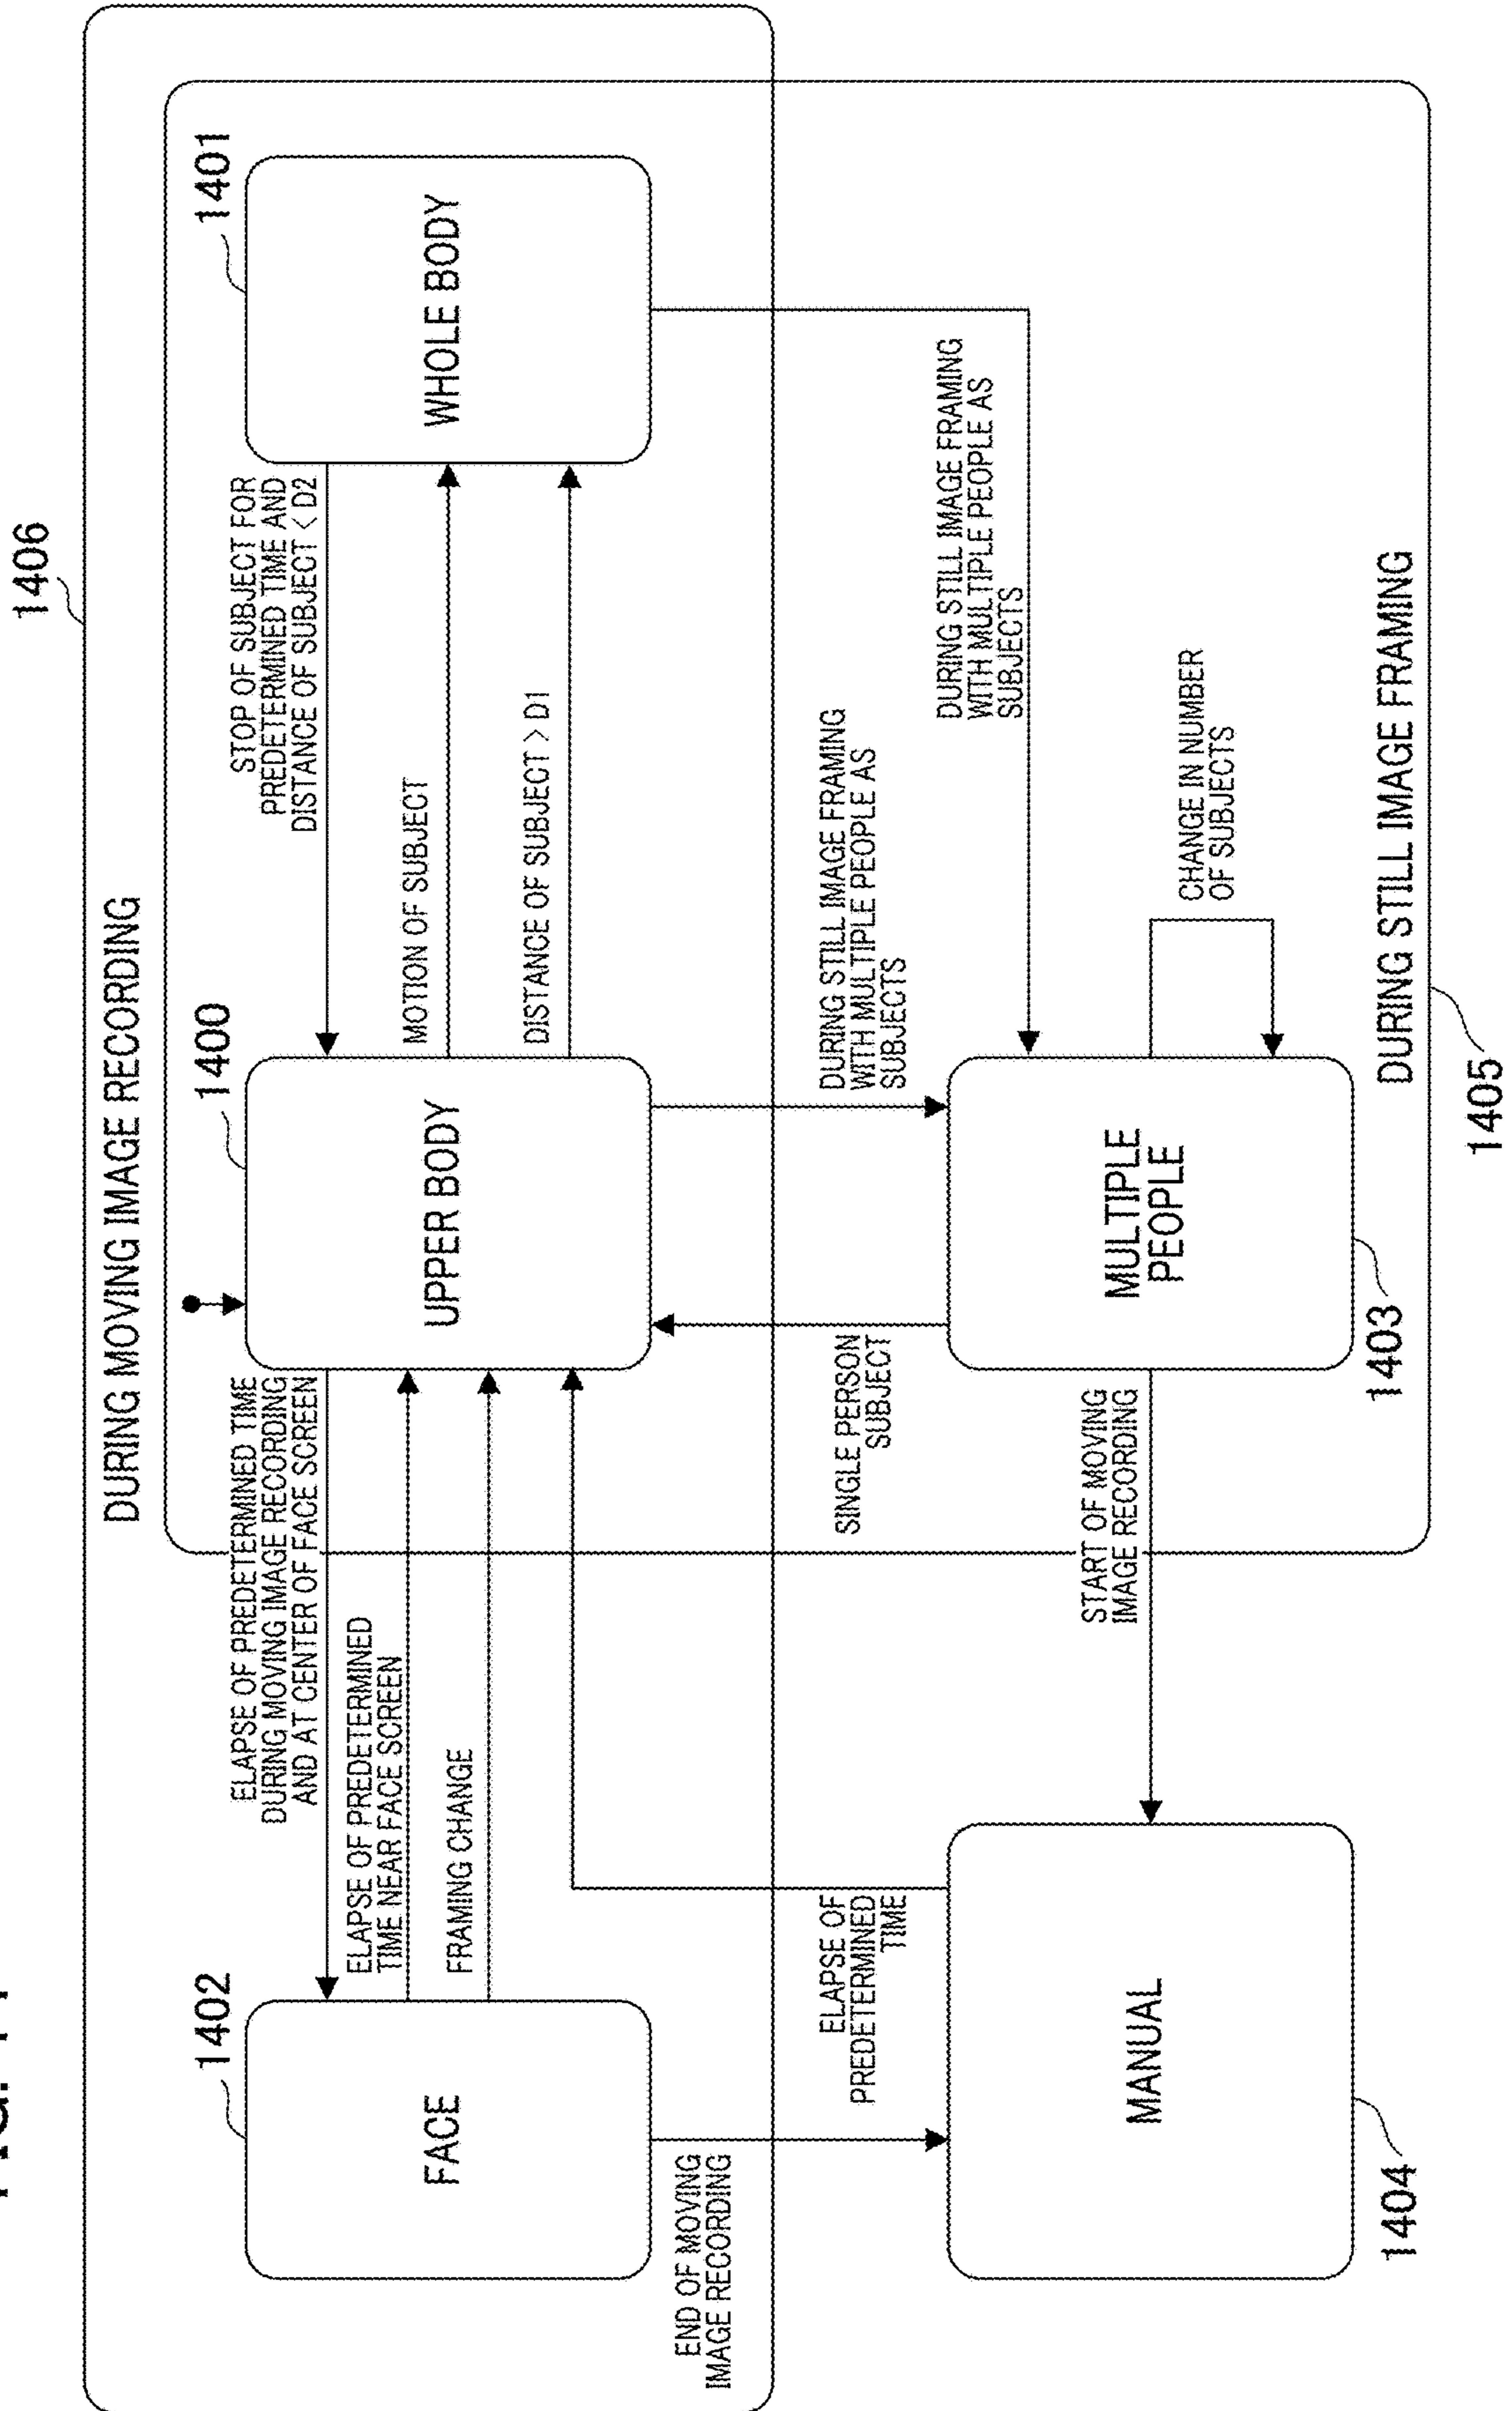 1406
DURING MOVING IMAGE RECORDING
1402
1400
1401
ELAPSE OF PREDETERMINED TIME
DURING MOVING IMAGE RECORDING
AND AT CENTER OF FACE SCREEN
STOP OF SUBJECT FOR
PREDETERMINED TIME AND
DISTANCE OF SUBJECT < D2
FACE
ELAPSE OF PREDETERMINED
TIME NEAR FACE SCREEN
FRAMING CHANGE
UPPER BODY
MOTION OF SUBJECT
DISTANCE OF SUBJECT > D1
WHOLE BODY
END OF MOVING
IMAGE RECORDING
ELAPSE OF
PREDETERMINED
TIME
SINGLE PERSON
SUBJECT
DURING STILL IMAGE FRAMING
WITH MULTIPLE PEOPLE AS
SUBJECTS
DURING STILL IMAGE FRAMING
WITH MULTIPLE PEOPLE AS
SUBJECTS
MANUAL
START OF MOVING
IMAGE RECORDING
MULTIPLE
PEOPLE
CHANGE IN NUMBER
OF SUBJECTS
1404
1403
DURING STILL IMAGE FRAMING
1405